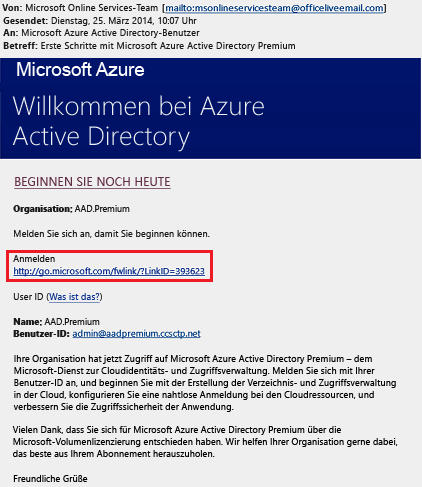 Von: Microsoft Online Services-Team [mailto:msonlineservicesteam@officeliveemail.com]
Gesendet: Dienstag, 25. März 2014, 10:07 Uhr
An: Microsoft Azure Active Directory-Benutzer
Betreff: Erste Schritte mit Microsoft Azure Active Directory Premium
Microsoft Azure
Willkommen bei Azure
Active Directory
BEGINNEN SIE NOCH HEUTE
Organisation: AAD.Premium
Melden Sie sich an, damit Sie beginnen können.
Anmelden
http://go.microsoft.com/fwlink/?LinkID=393623
User ID (Was ist das?)
Name: AAD.Premium
Benutzer-ID: admin@aadpremium.ccsctp.net
Ihre Organisation hat jetzt Zugriff auf Microsoft Azure Active Directory Premium – dem
Microsoft-Dienst zur Cloudidentitäts- und Zugriffsverwaltung. Melden Sie sich mit Ihrer
Benutzer-ID an, und beginnen Sie mit der Erstellung der Verzeichnis- und Zugriffsverwaltung
in der Cloud, konfigurieren Sie eine nahtlose Anmeldung bei den Cloudressourcen, und
verbessern Sie die Zugriffssicherheit der Anwendung.
Vielen Dank, dass Sie sich für Microsoft Azure Active Directory Premium über die
Microsoft-Volumenlizenzierung entschieden haben. Wir helfen Ihrer Organisation gerne dabei,
das beste aus Ihrem Abonnement herauszuholen.
Freundliche Grüße